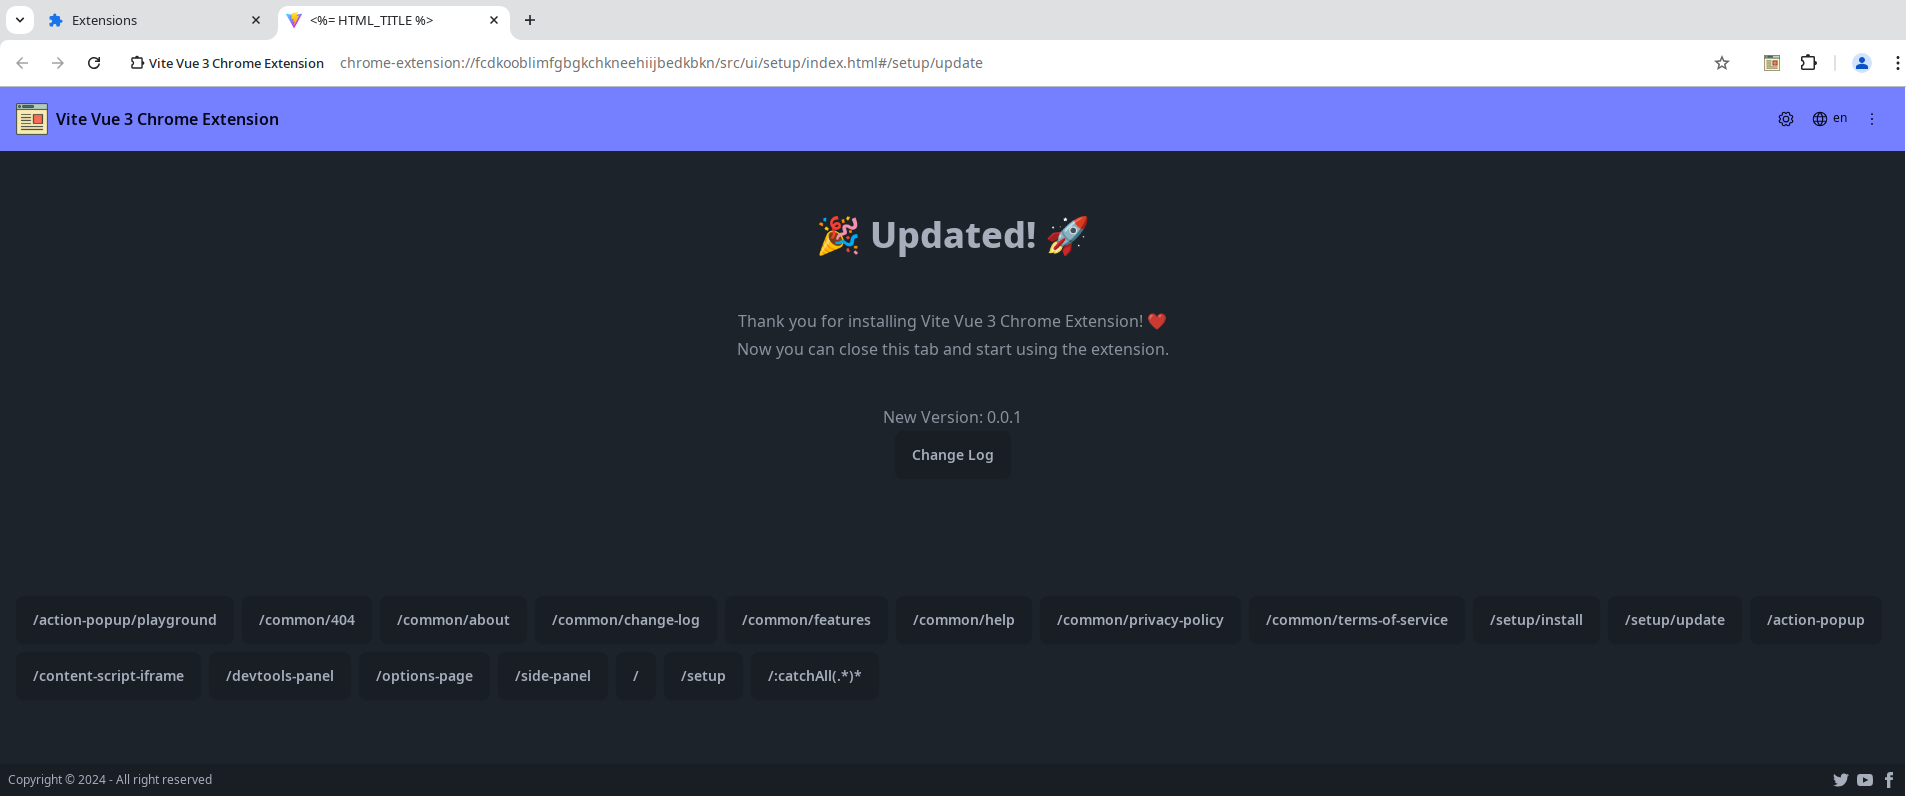 Extensions
<%= HTML_TITLE %>
Vite Vue 3 Chrome Extension chrome-extension://fcdkooblimfgbgkchkneehiijbedkbkn/src/ui/setup/index.html#/setup/update
Vite Vue 3 Chrome Extension
en
🎉 Updated! 🚀
Thank you for installing Vite Vue 3 Chrome Extension! ❤️
Now you can close this tab and start using the extension.
New Version: 0.0.1
Change Log
/action-popup/playground /common/404 /common/about /common/change-log /common/features /common/help /common/privacy-policy /common/terms-of-service /setup/install /setup/update /action-popup
/content-script-iframe /devtools-panel /options-page /side-panel / /setup /:catchAll(.*)*
Copyright © 2024 - All right reserved